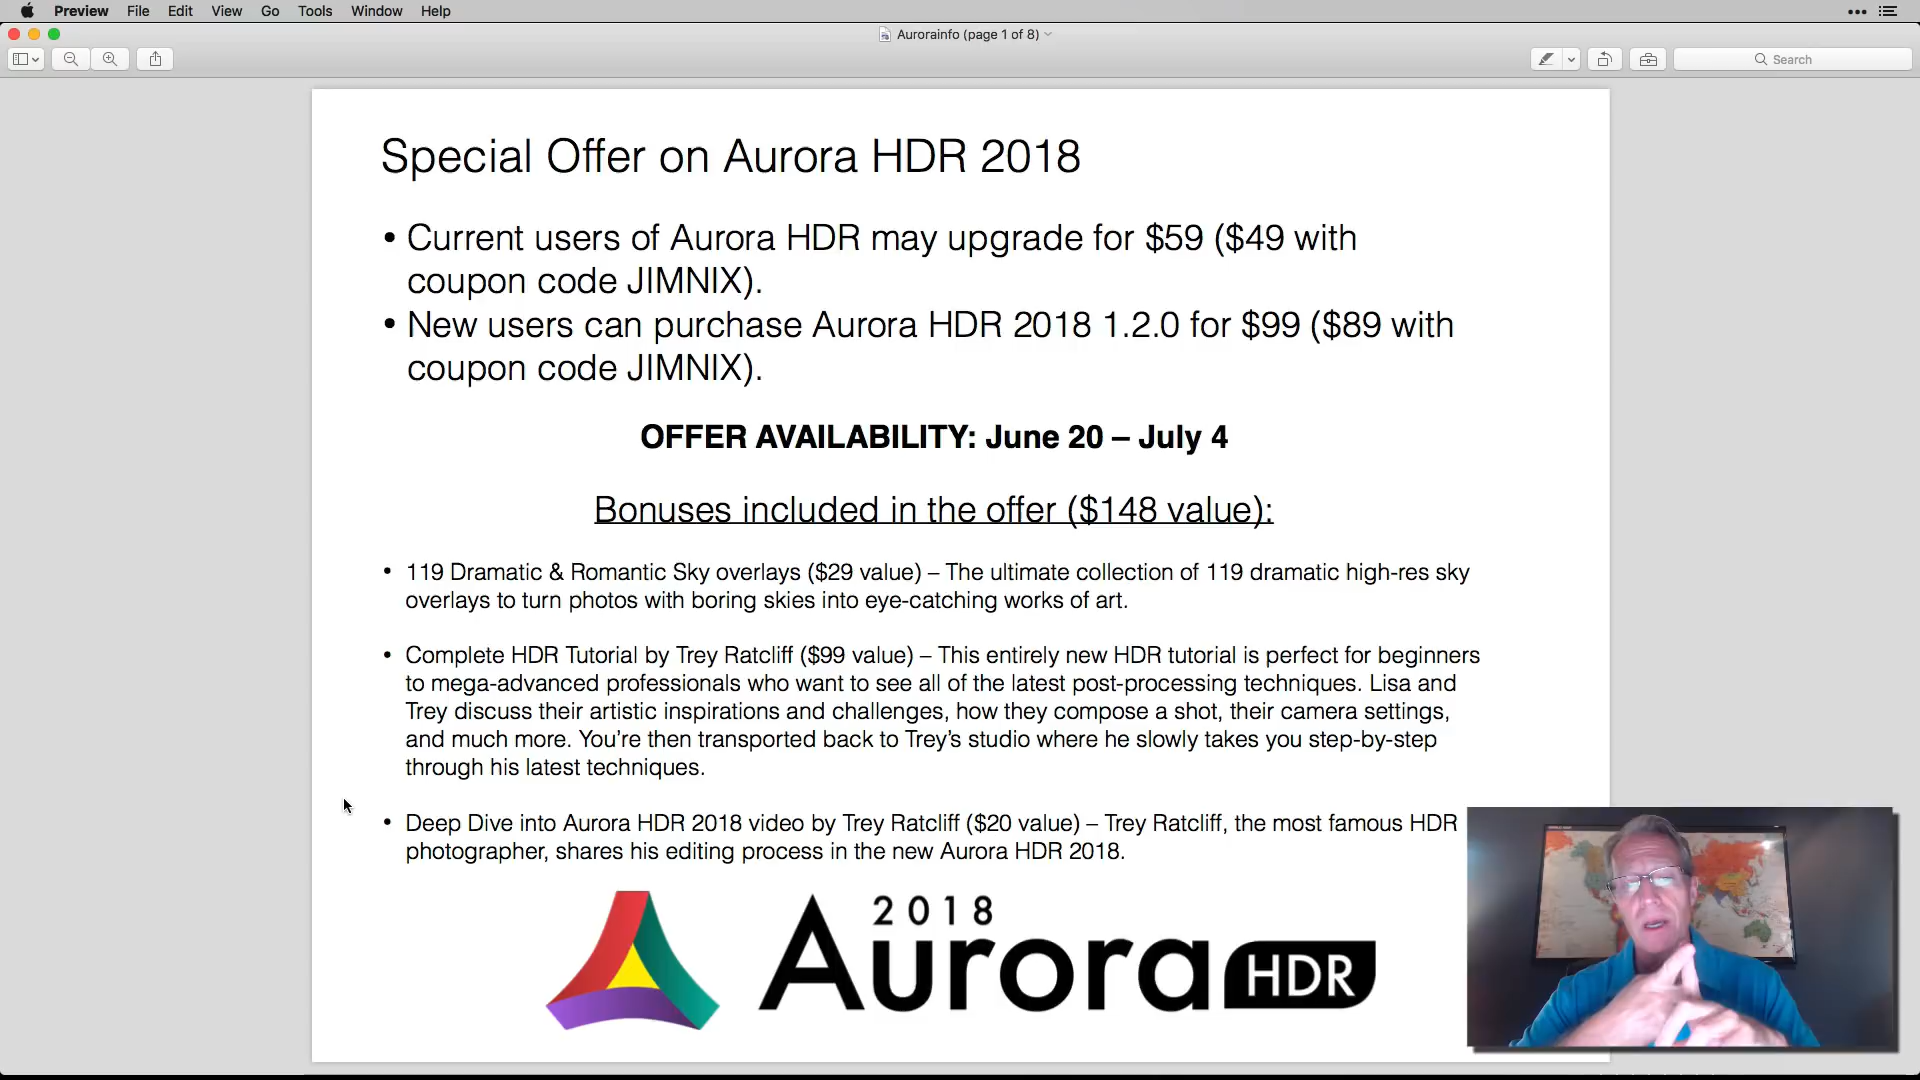 Preview File Edit View Go Tools Window Help
Aurorainfo (page 1 of 8)
Search
Special Offer on Aurora HDR 2018
• Current users of Aurora HDR may upgrade for $59 ($49 with
coupon code JIMNIX).
• New users can purchase Aurora HDR 2018 1.2.0 for $99 ($89 with
coupon code JIMNIX).
OFFER AVAILABILITY: June 20 – July 4
Bonuses included in the offer ($148 value):
• 119 Dramatic & Romantic Sky overlays ($29 value) – The ultimate collection of 119 dramatic high-res sky
overlays to turn photos with boring skies into eye-catching works of art.
• Complete HDR Tutorial by Trey Ratcliff ($99 value) – This entirely new HDR tutorial is perfect for beginners
to mega-advanced professionals who want to see all of the latest post-processing techniques. Lisa and
Trey discuss their artistic inspirations and challenges, how they compose a shot, their camera settings,
and much more. You’re then transported back to Trey’s studio where he slowly takes you step-by-step
through his latest techniques.
• Deep Dive into Aurora HDR 2018 video by Trey Ratcliff ($20 value) – Trey Ratcliff, the most famous HDR
photographer, shares his editing process in the new Aurora HDR 2018.
2018
Aurora HDR